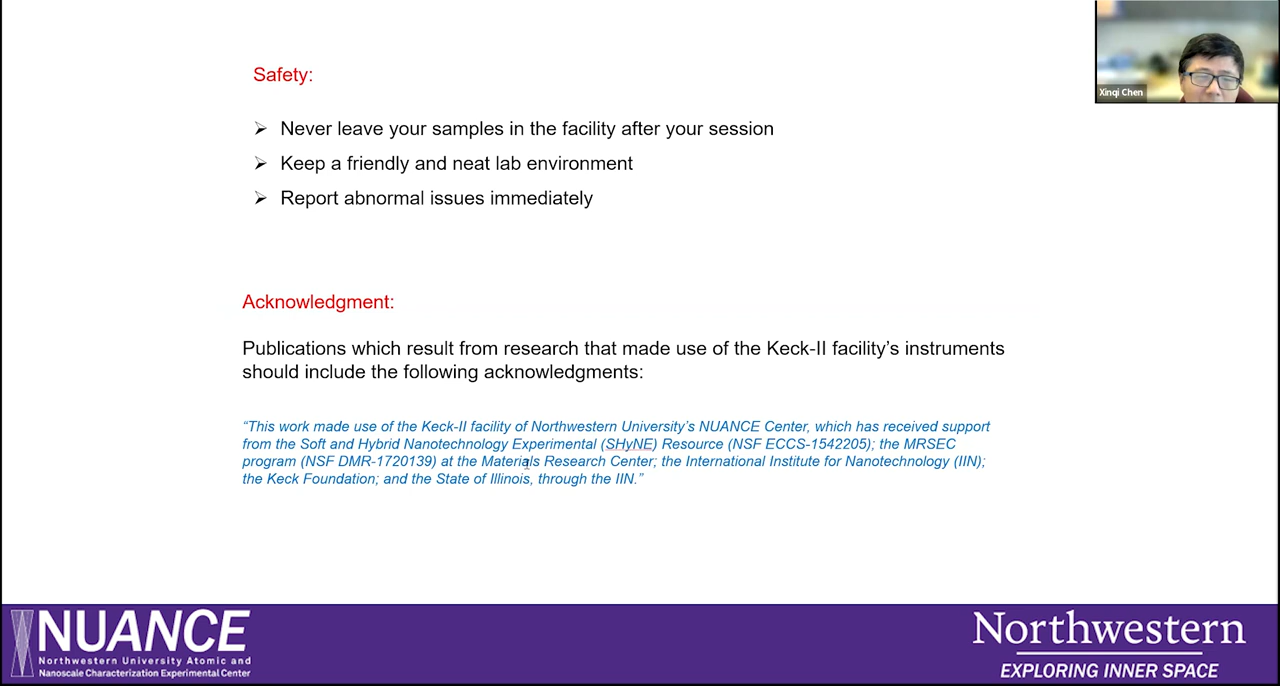 Safety:
Xinqi Chen
➢ Never leave your samples in the facility after your session
➢ Keep a friendly and neat lab environment
➢ Report abnormal issues immediately
Acknowledgment:
Publications which result from research that made use of the Keck-II facility’s instruments
should include the following acknowledgments:
“This work made use of the Keck-II facility of Northwestern University’s NUANCE Center, which has received support
from the Soft and Hybrid Nanotechnology Experimental (SHyNE) Resource (NSF ECCS-1542205); the MRSEC
program (NSF DMR-1720139) at the Materials Research Center; the International Institute for Nanotechnology (IIN);
the Keck Foundation; and the State of Illinois, through the IIN.”
NUANCE
Northwestern University Atomic and
Nanoscale Characterization Experimental Center
Northwestern
EXPLORING INNER SPACE